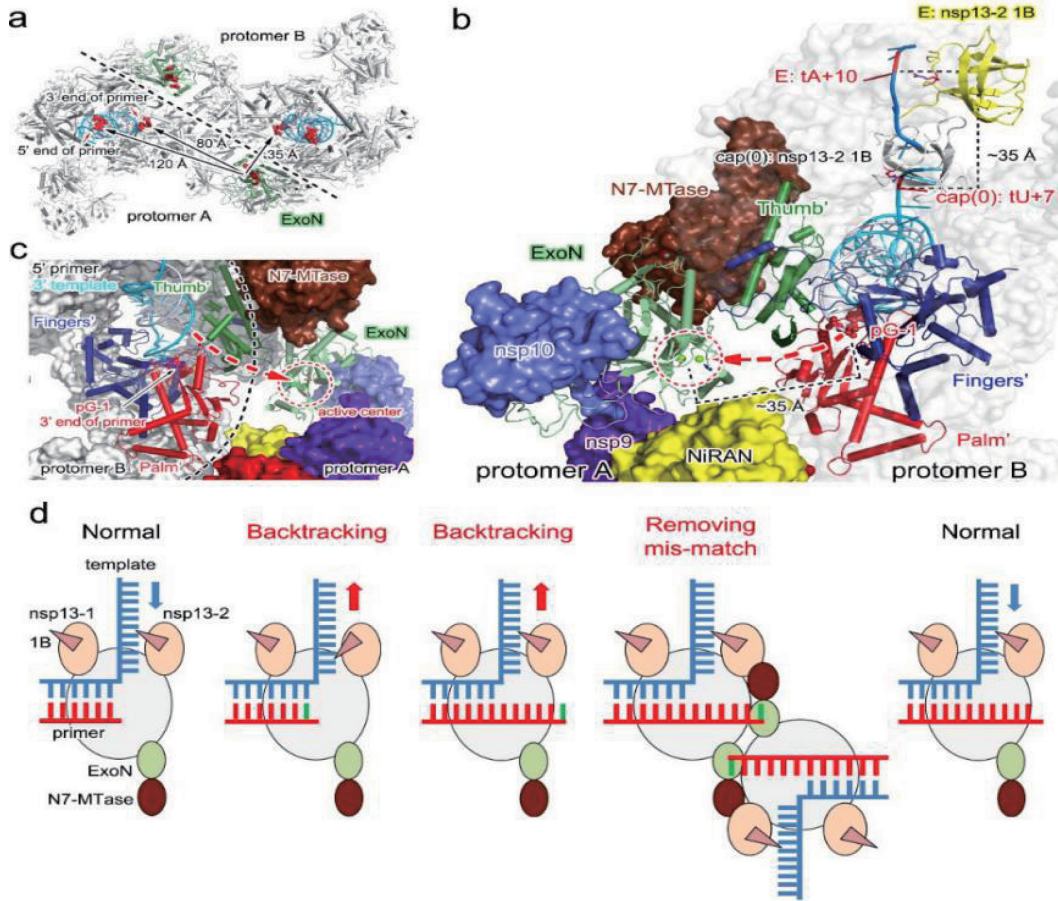 a
protomer B
3' end of primer
5' end of primer
80 Å
120 Å
35 Å
protomer A
ExoN
b
E: nsp13-2 1B
E: tA+10
cap(0): nsp13-2 1B
~35 Å
N7-MTase
cap(0): tU+7
Thumb'
ExoN
nsp10
pG-1
Fingers'
~35 Å
nsp9
Palm'
protomer A
NiRAN
protomer B
c
5' primer
3' template
Thumb'
N7-MTase
Fingers'
ExoN
pG-1
3' end of primer
active center
protomer B
Palm'
protomer A
d
Normal
Backtracking
Backtracking
Removing
mis-match
Normal
template
nsp13-1
nsp13-2
1B
primer
ExoN
N7-MTase